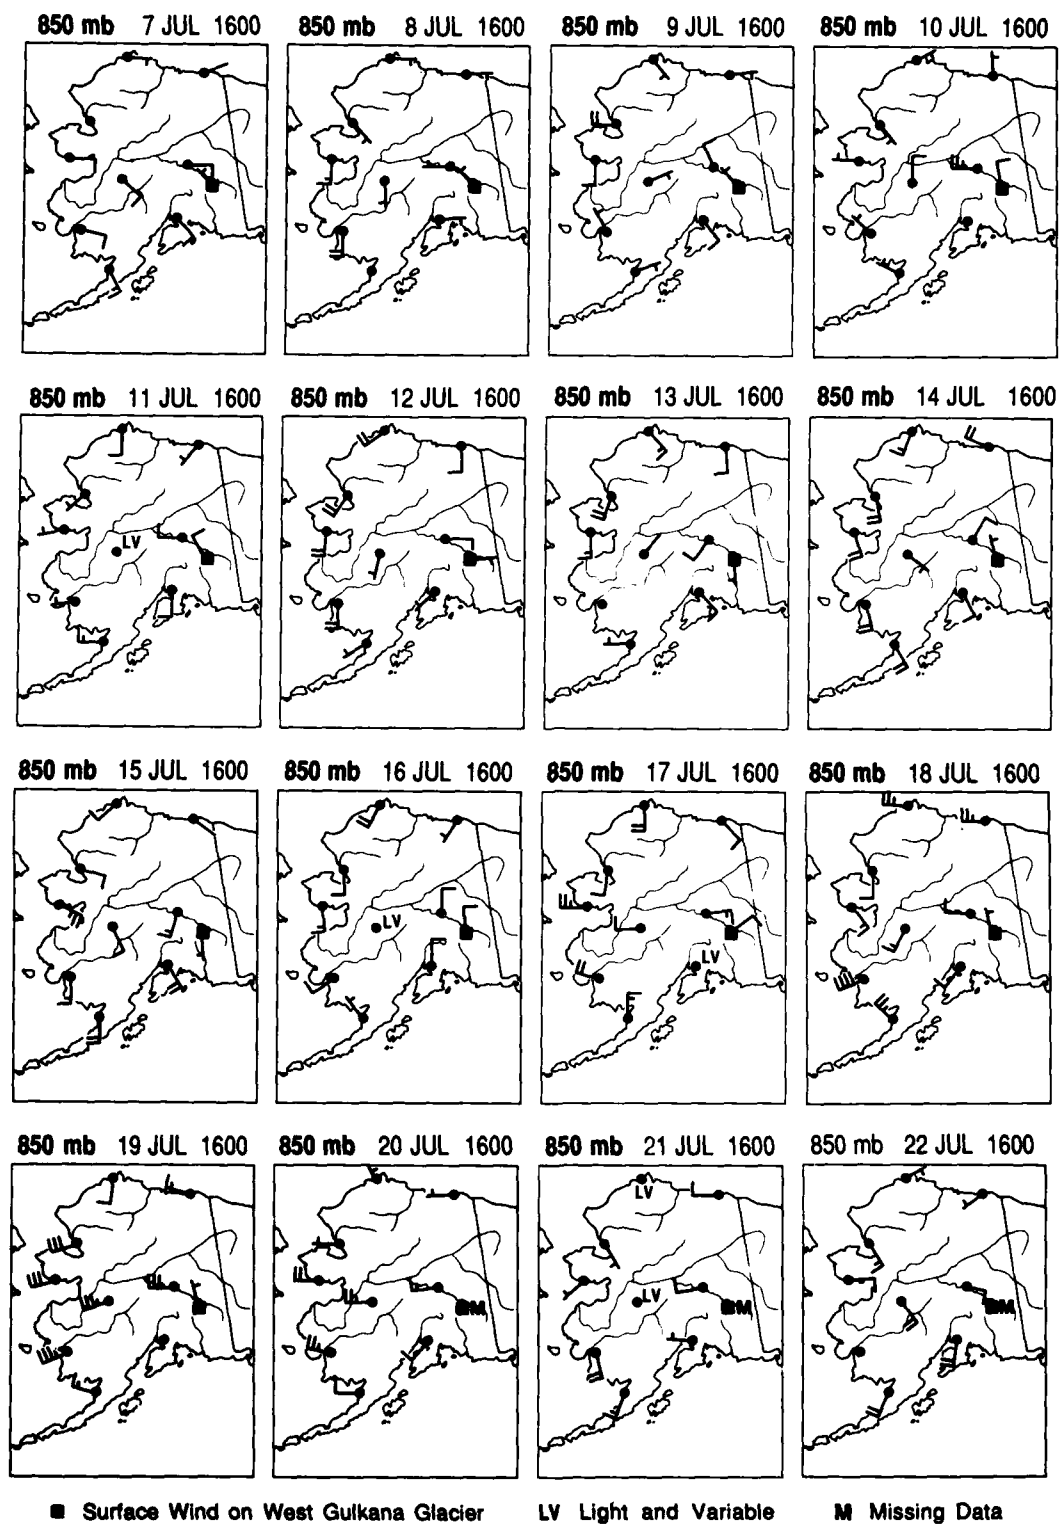 850 mb 7 JUL 1600
850 mb 8 JUL 1600
850 mb 9 JUL 1600
850 mb 10 JUL 1600
850 mb 11 JUL 1600
850 mb 12 JUL 1600
850 mb 13 JUL 1600
850 mb 14 JUL 1600
LV
850 mb 15 JUL 1600
850 mb 16 JUL 1600
850 mb 17 JUL 1600
850 mb 18 JUL 1600
LV
LV
850 mb 19 JUL 1600
850 mb 20 JUL 1600
850 mb 21 JUL 1600
850 mb 22 JUL 1600
LV
M
LV
M
M
Surface Wind on West Gulkana Glacier
LV Light and Variable
M Missing Data